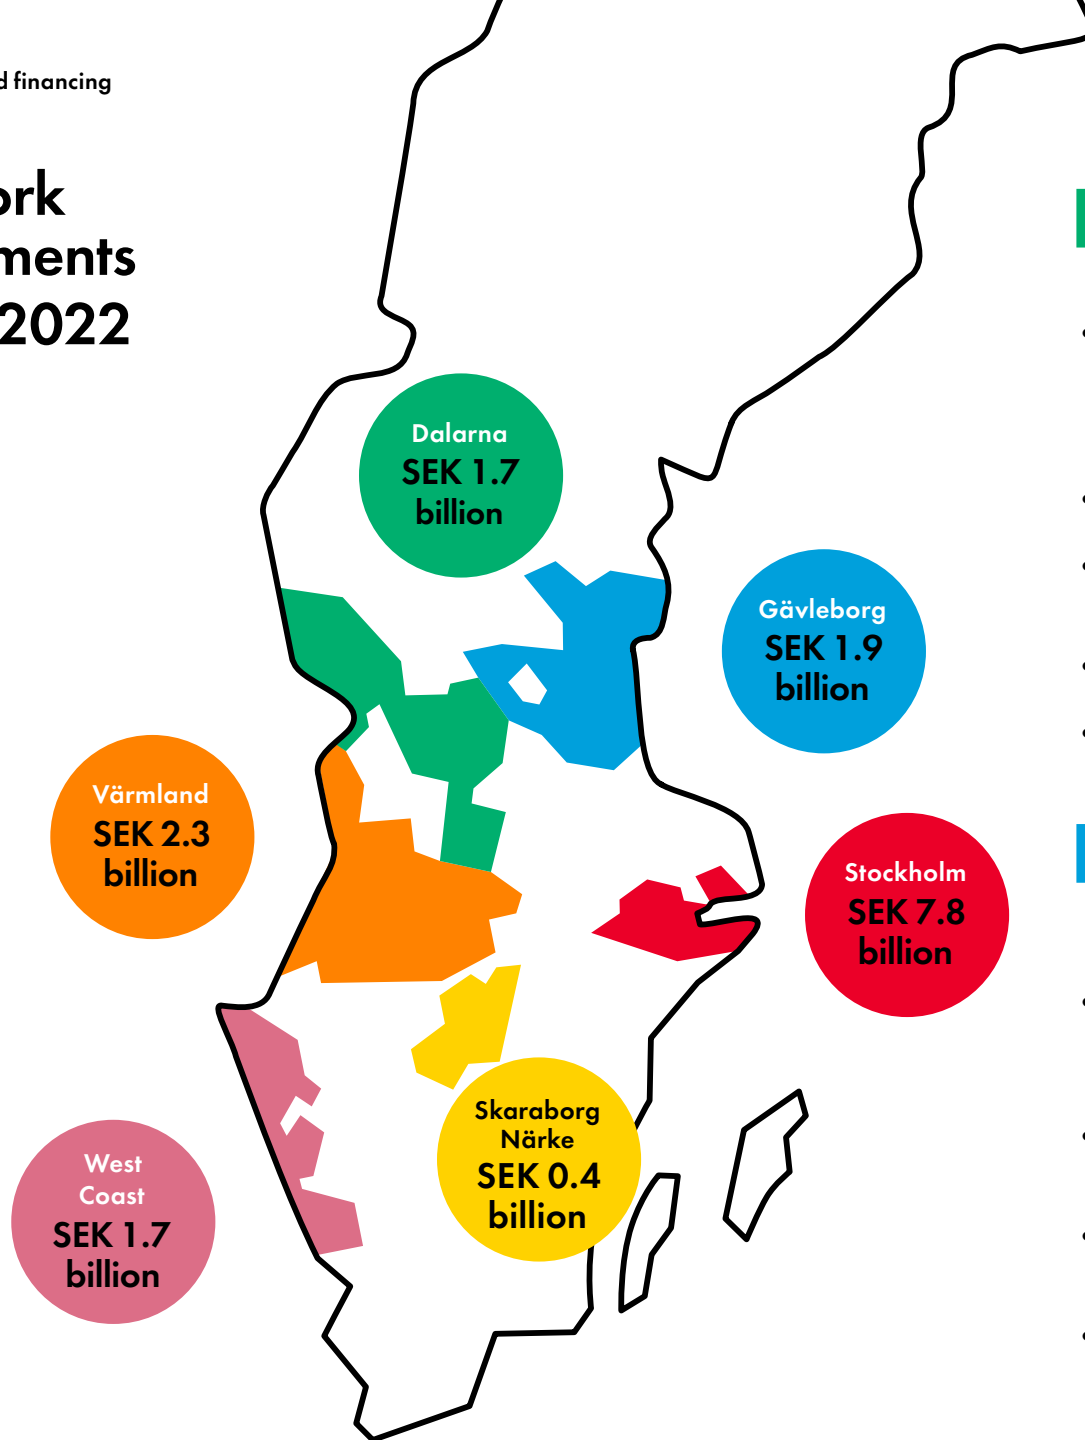 d financing
ork
ments
2022
Dalarna
SEK 1.7
billion
Gävleborg
SEK 1.9
billion
Värmland
SEK 2.3
billion
Stockholm
SEK 7.8
billion
Skaraborg
Närke
SEK 0.4
billion
West
Coast
SEK 1.7
billion